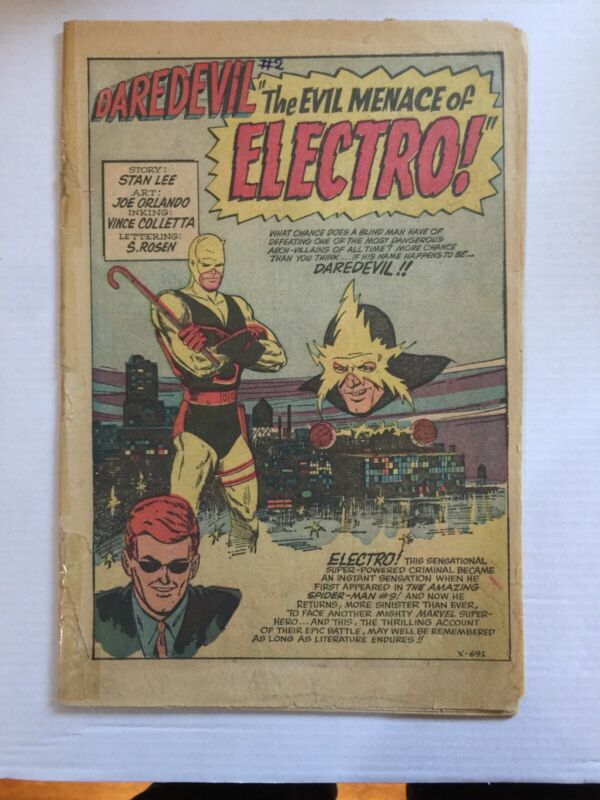 #2
DAREDEVIL
"THE EVIL MENACE OF
ELECTRO!"
STORY:
STAN LEE
ART:
JOE ORLANDO
INKING:
VINCE COLLETTA
LETTERING:
S. ROSEN
WHAT CHANCE DOES A BLIND MAN HAVE OF
DEFEATING ONE OF THE MOST DANGEROUS
ARCH-VILLAINS OF ALL TIME? MORE CHANCE
THAN YOU THINK... IF HIS NAME HAPPENS TO BE...
DAREDEVIL!!
ELECTRO! THIS SENSATIONAL
SUPER-POWERED CRIMINAL BECAME
AN INSTANT SENSATION WHEN HE
FIRST APPEARED IN THE AMAZING
SPIDER-MAN #9! AND NOW HE
RETURNS, MORE SINISTER THAN EVER,
TO FACE ANOTHER MIGHTY MARVEL SUPER-
HERO... AND THIS, THE THRILLING ACCOUNT
OF THEIR EPIC BATTLE, MAY WELL BE REMEMBERED
AS LONG AS LITERATURE ENDURES!!
X-691